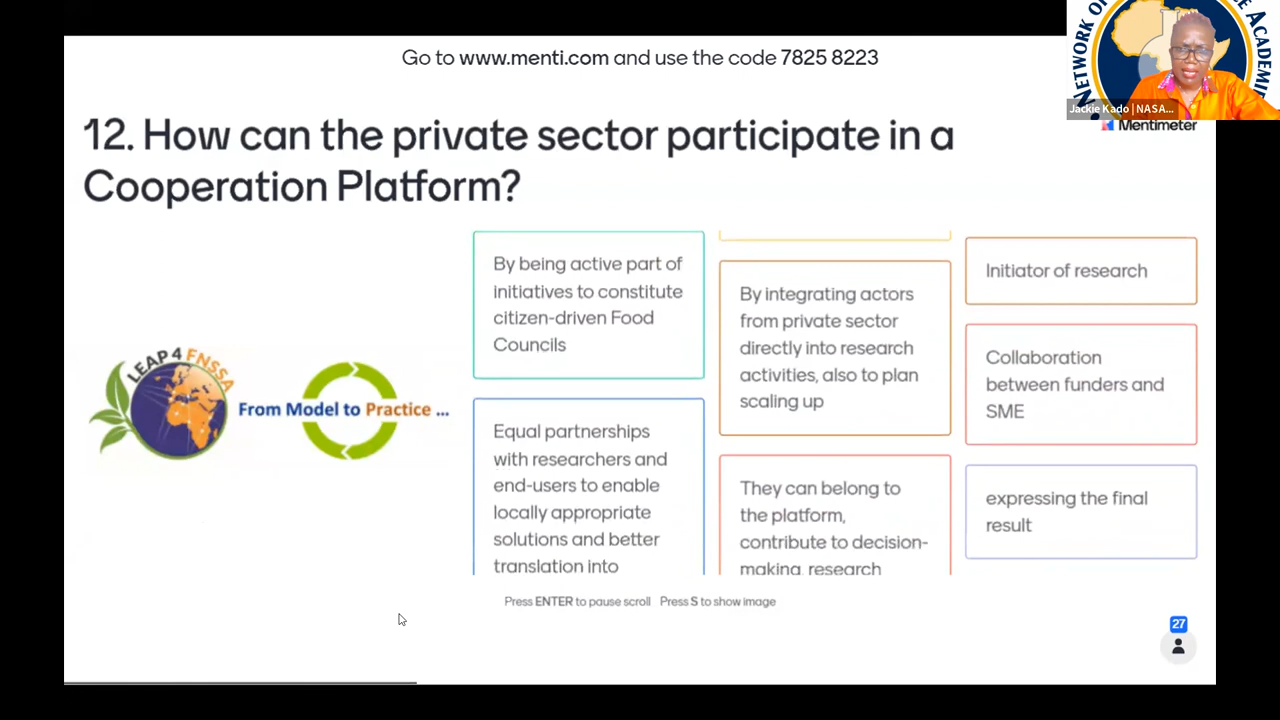 Go to www.menti.com and use the code 7825 8223
NETWORK OF
ACADEMI
Jackie Kado | NASA...
Mentimeter
12. How can the private sector participate in a
Cooperation Platform?
By being active part of
initiatives to constitute
citizen-driven Food
Councils
Equal partnerships
with researchers and
end-users to enable
locally appropriate
solutions and better
translation into
By integrating actors
from private sector
directly into research
activities, also to plan
scaling up
They can belong to
the platform,
contribute to decision-
making, research
Initiator of research
Collaboration
between funders and
SME
expressing the final
result
LEAP4FNSSA
From Model to Practice ...
Press ENTER to pause scroll Press S to show image
27